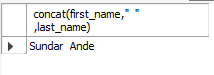 concat(first_name," "
,last_name)
Sundar Ande